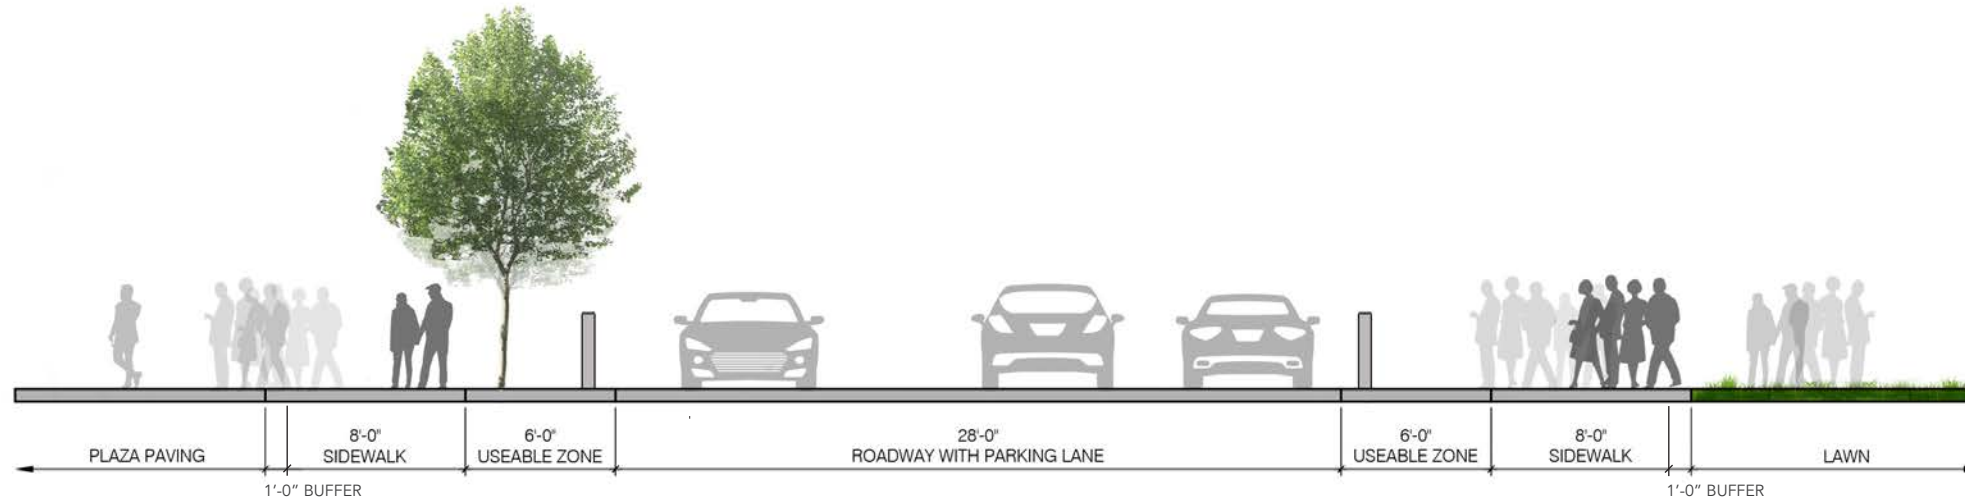 PLAZA PAVING
8'-0"
SIDEWALK
6'-0"
USEABLE ZONE
28'-0"
ROADWAY WITH PARKING LANE
6'-0"
USEABLE ZONE
8'-0"
SIDEWALK
LAWN
1'-0" BUFFER
1'-0" BUFFER